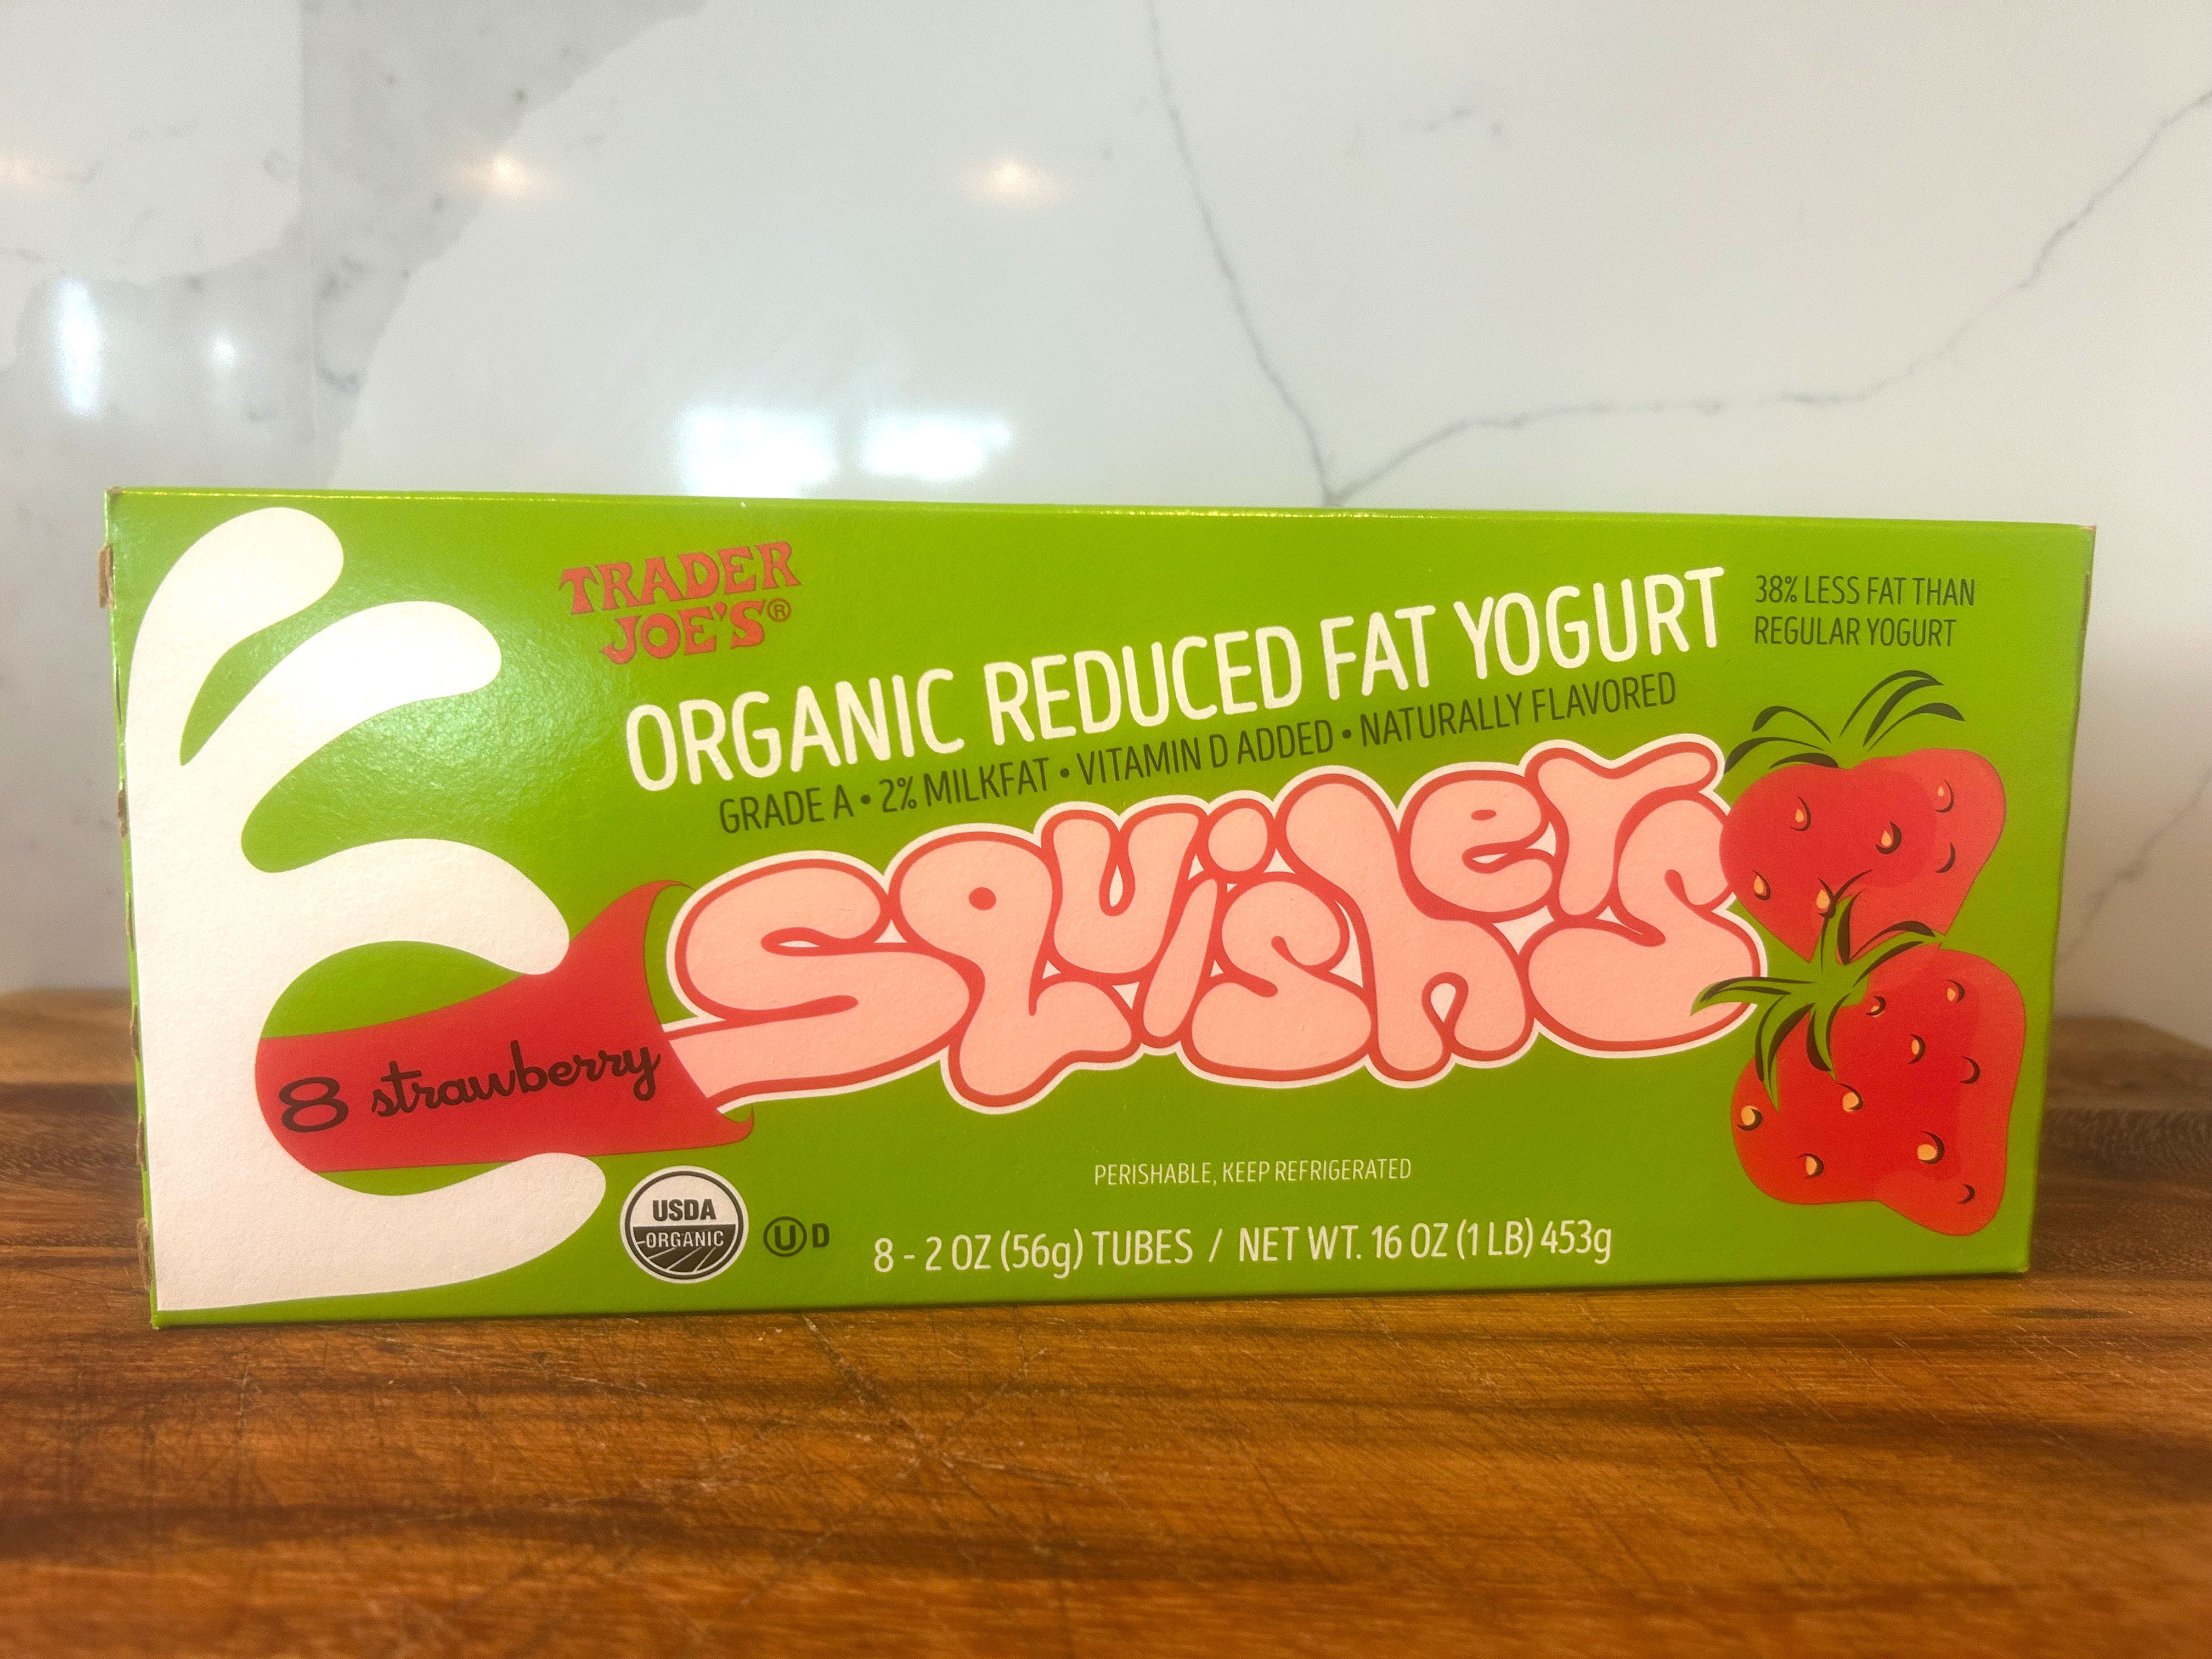 TRADER
JOE'S®
ORGANIC REDUCED FAT YOGURT
38% LESS FAT THAN
REGULAR YOGURT
GRADE A • 2% MILKFAT • VITAMIN D ADDED • NATURALLY FLAVORED
squishers
8 strawberry
PERISHABLE, KEEP REFRIGERATED
USDA
ORGANIC
U D
8 - 2 OZ (56g) TUBES / NET WT. 16 OZ (1 LB) 453g